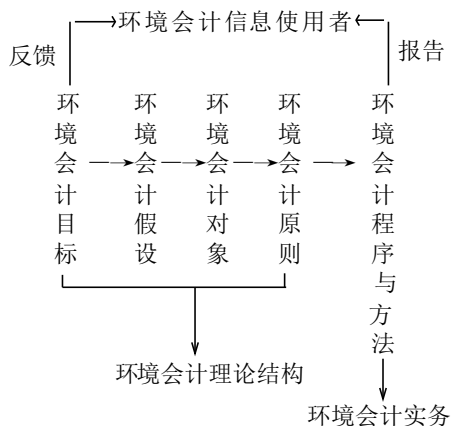 环境会计信息使用者
反馈
报告
环境会计目标
环境会计假设
环境会计对象
环境会计原则
环境会计程序与方法
环境会计理论结构
环境会计实务